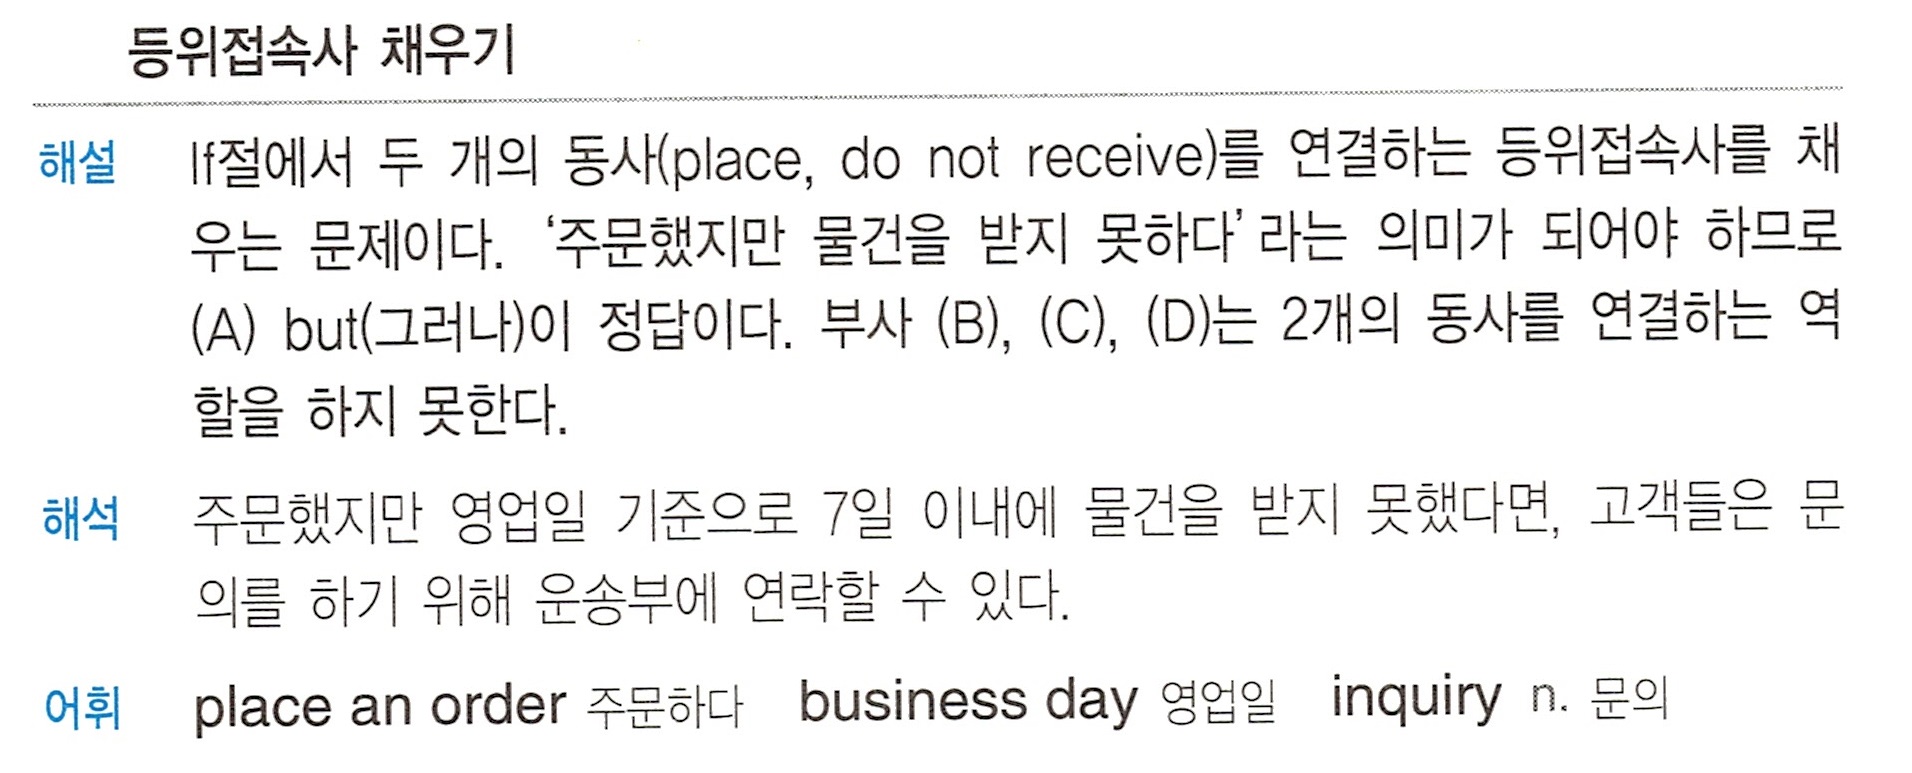 등위접속사 채우기
해설 If절에서 두 개의 동사(place, do not receive)를 연결하는 등위접속사를 채
우는 문제이다. ‘주문했지만 물건을 받지 못하다’라는 의미가 되어야 하므로
(A) but(그러나)이 정답이다. 부사 (B), (C), (D)는 2개의 동사를 연결하는 역
할을 하지 못한다.
해석 주문했지만 영업일 기준으로 7일 이내에 물건을 받지 못했다면, 고객들은 문
의를 하기 위해 운송부에 연락할 수 있다.
어휘 place an order 주문하다 business day 영업일 inquiry n. 문의